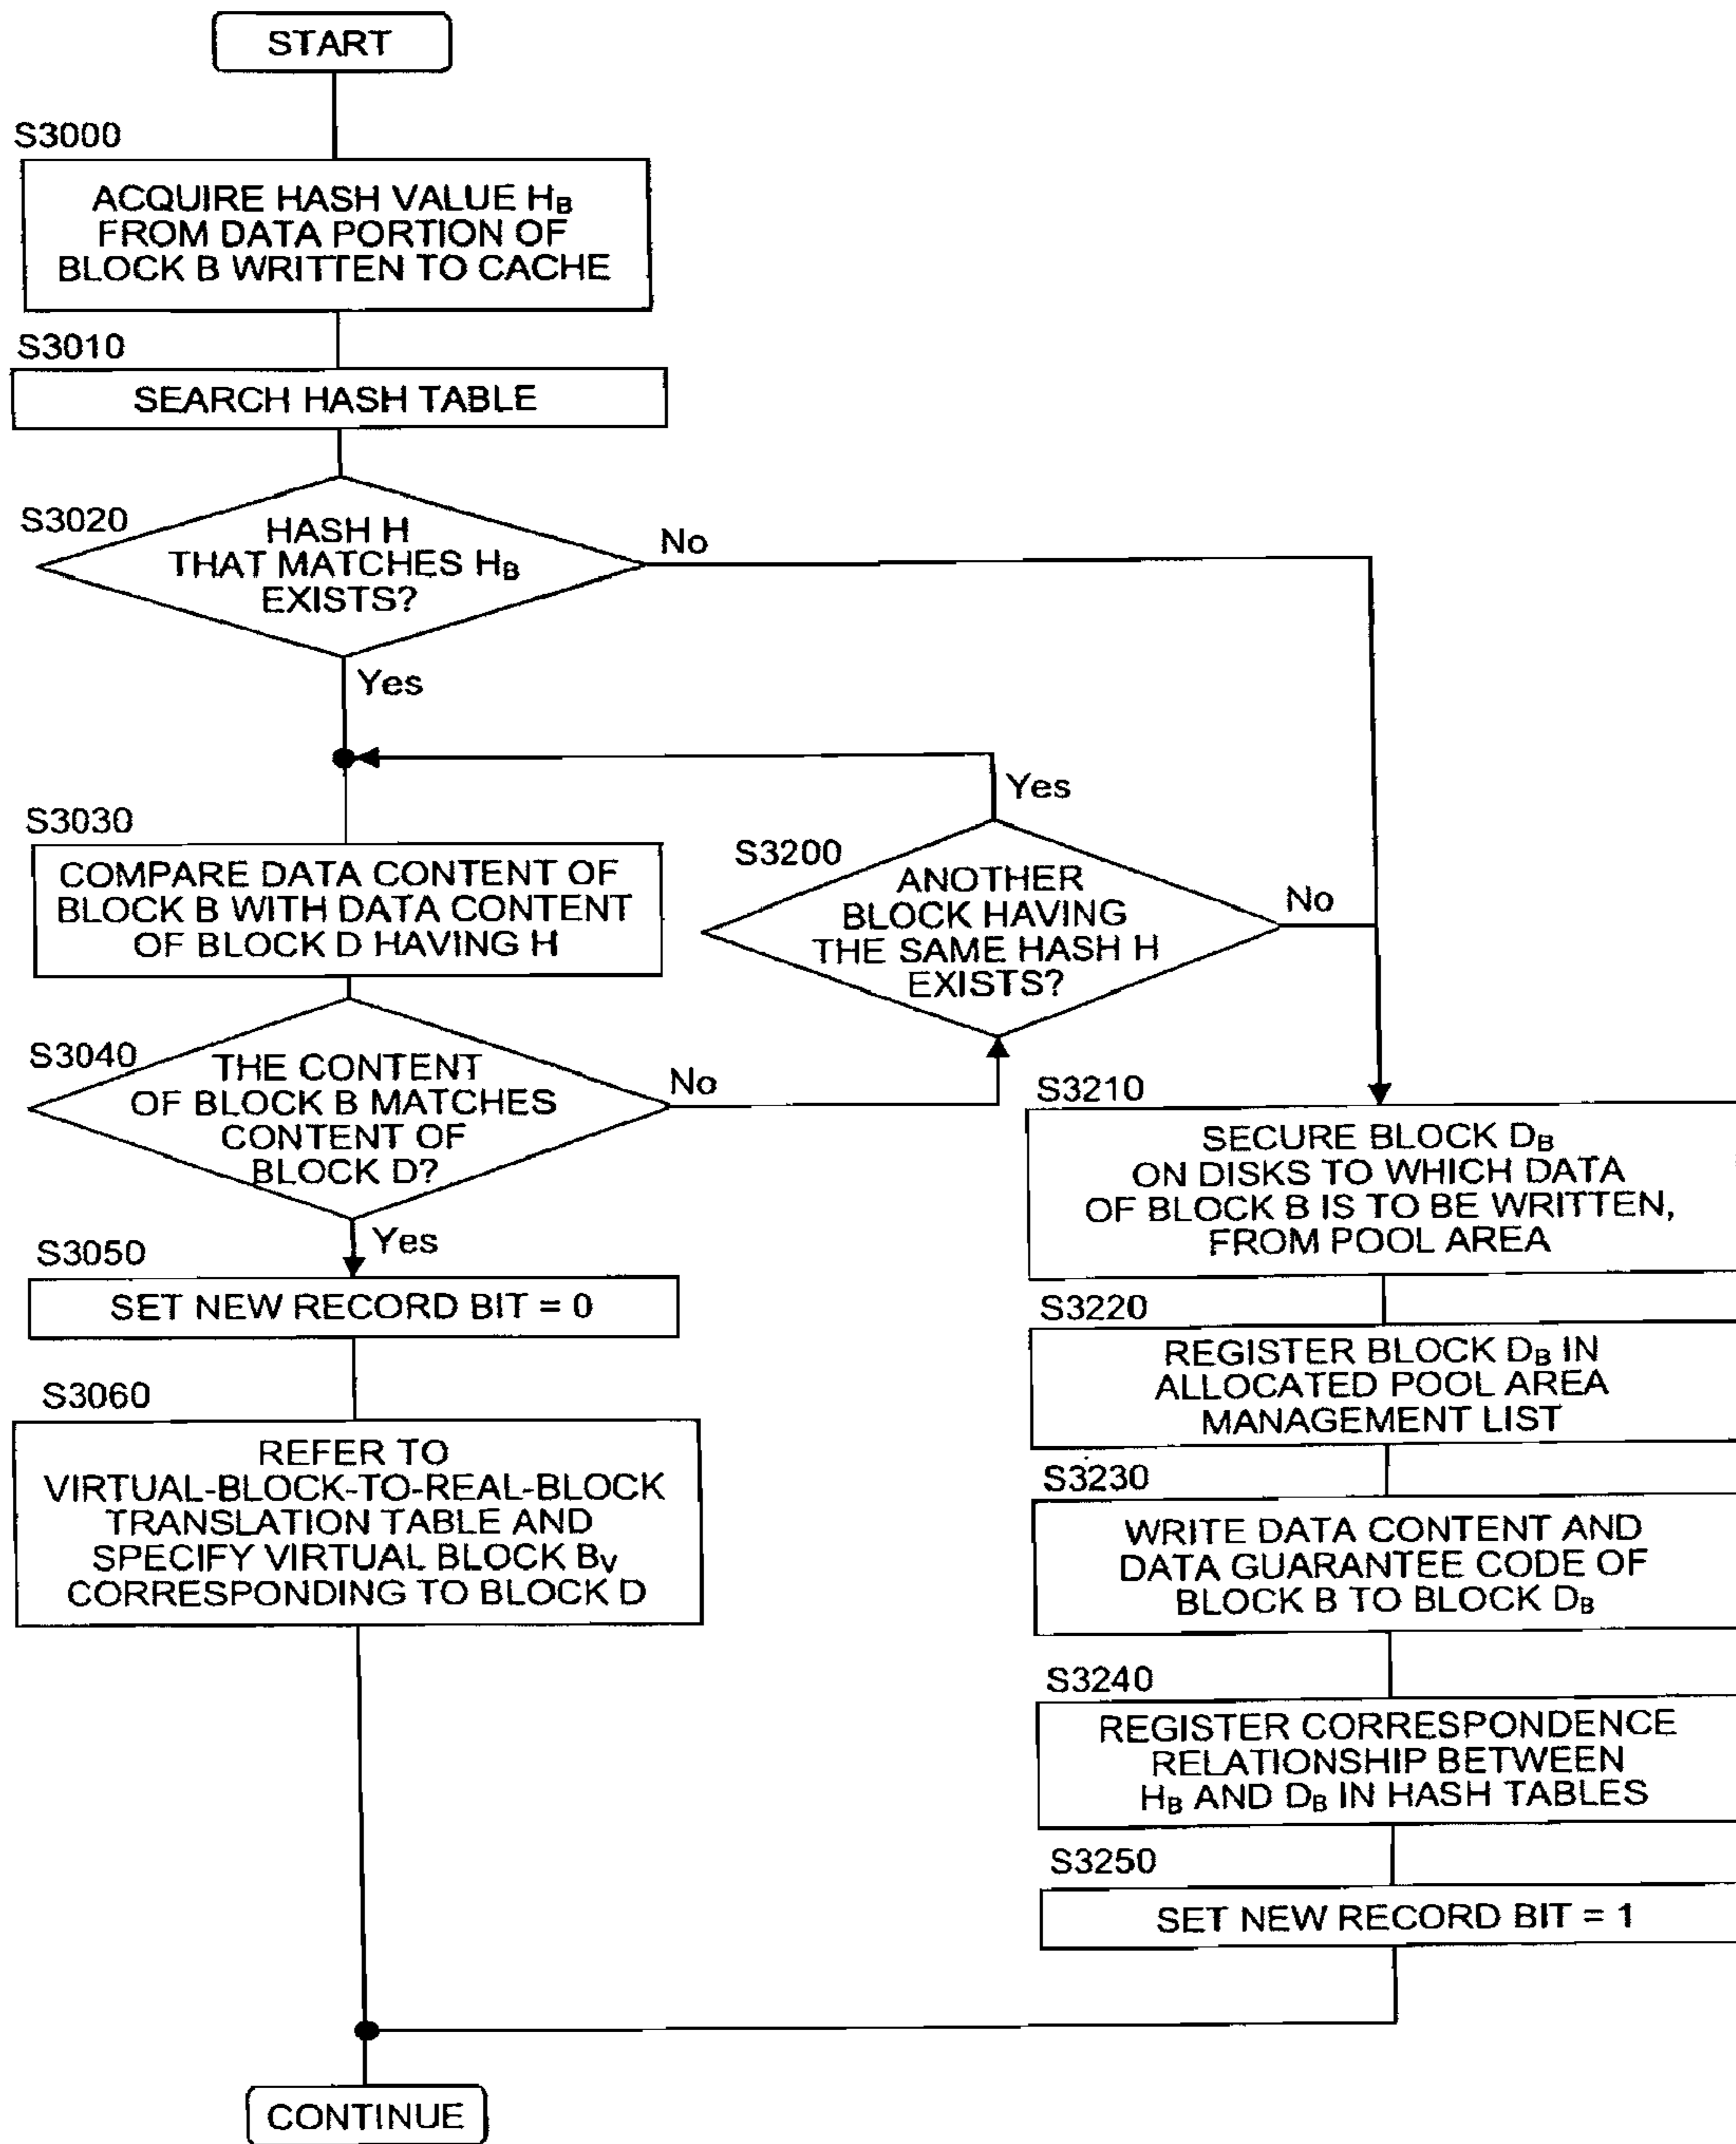 START
S3000
ACQUIRE HASH VALUE HB
FROM DATA PORTION OF
BLOCK B WRITTEN TO CACHE
S3010
SEARCH HASH TABLE
S3020
HASH H
THAT MATCHES HB
EXISTS?
No
Yes
S3030
COMPARE DATA CONTENT OF
BLOCK B WITH DATA CONTENT
OF BLOCK D HAVING H
S3040
THE CONTENT
OF BLOCK B MATCHES
CONTENT OF
BLOCK D?
No
Yes
S3050
SET NEW RECORD BIT = 0
S3060
REFER TO
VIRTUAL-BLOCK-TO-REAL-BLOCK
TRANSLATION TABLE AND
SPECIFY VIRTUAL BLOCK BV
CORRESPONDING TO BLOCK D
Yes
S3200
ANOTHER
BLOCK HAVING
THE SAME HASH H
EXISTS?
No
S3210
SECURE BLOCK DB
ON DISKS TO WHICH DATA
OF BLOCK B IS TO BE WRITTEN,
FROM POOL AREA
S3220
REGISTER BLOCK DB IN
ALLOCATED POOL AREA
MANAGEMENT LIST
S3230
WRITE DATA CONTENT AND
DATA GUARANTEE CODE OF
BLOCK B TO BLOCK DB
S3240
REGISTER CORRESPONDENCE
RELATIONSHIP BETWEEN
HB AND DB IN HASH TABLES
S3250
SET NEW RECORD BIT = 1
CONTINUE